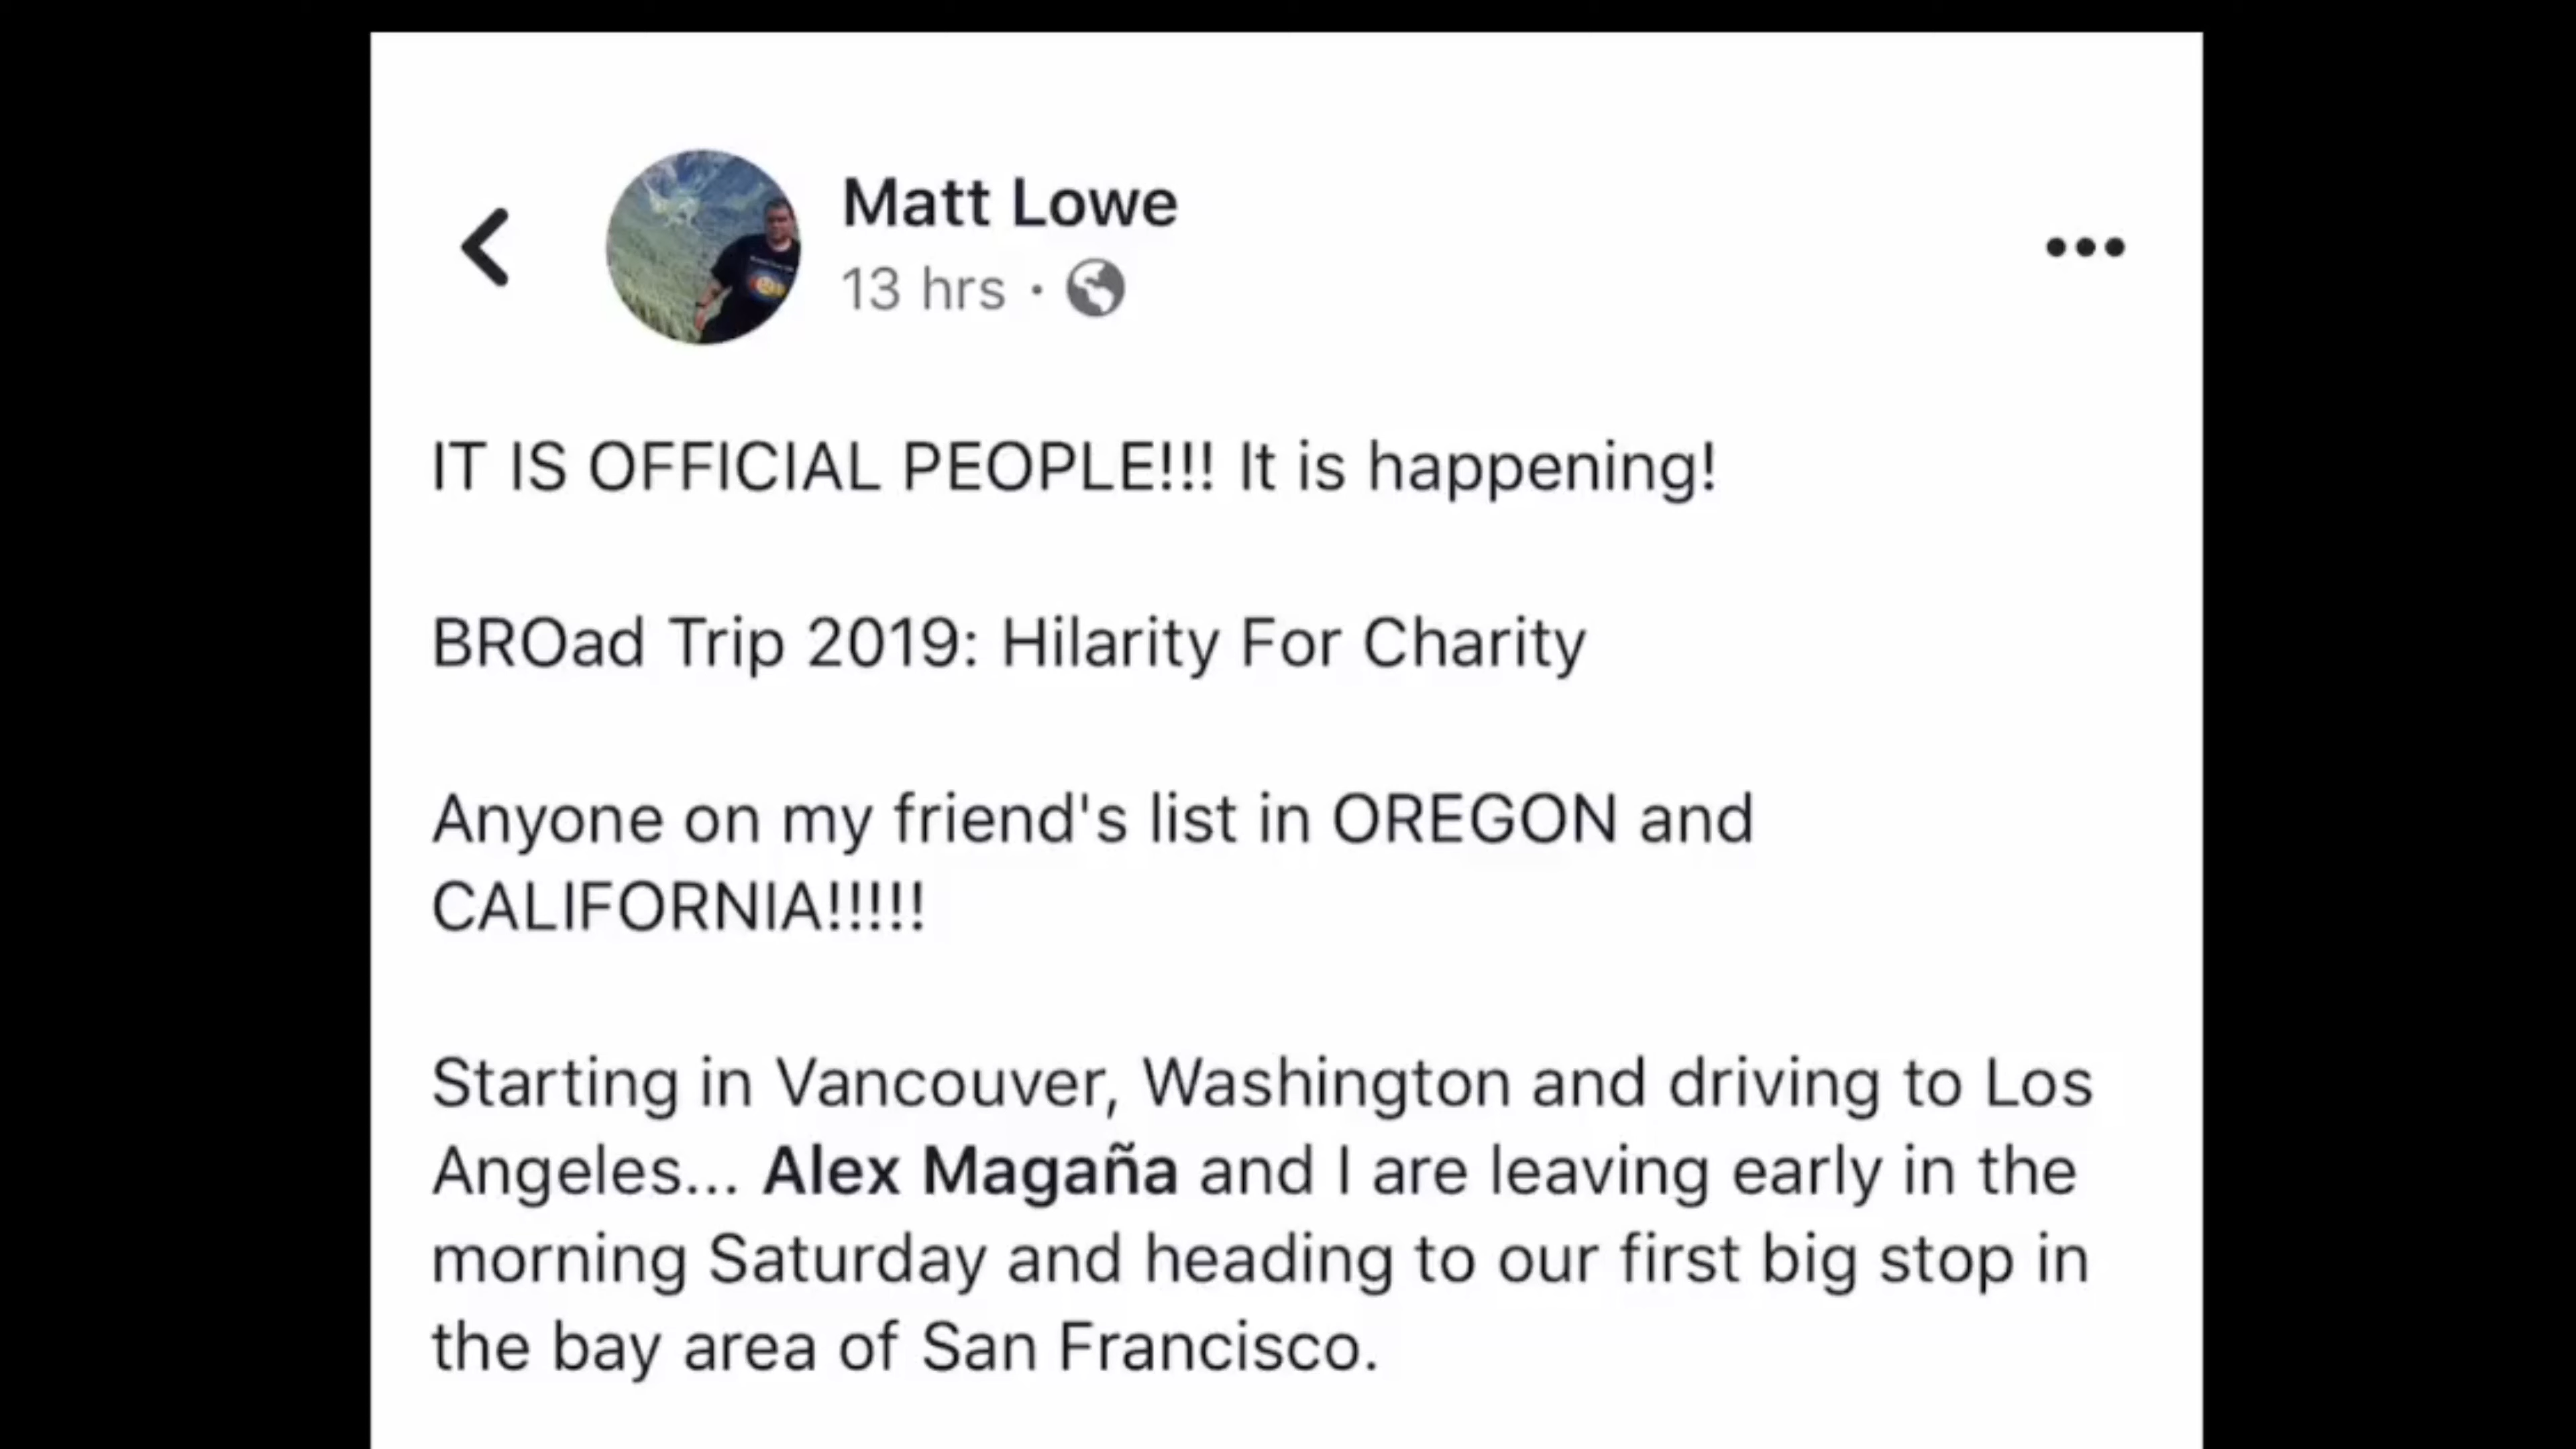 Matt Lowe
13 hrs ·
IT IS OFFICIAL PEOPLE!!! It is happening!
BROad Trip 2019: Hilarity For Charity
Anyone on my friend's list in OREGON and
CALIFORNIA!!!!!
Starting in Vancouver, Washington and driving to Los
Angeles... Alex Magaña and I are leaving early in the
morning Saturday and heading to our first big stop in
the bay area of San Francisco.